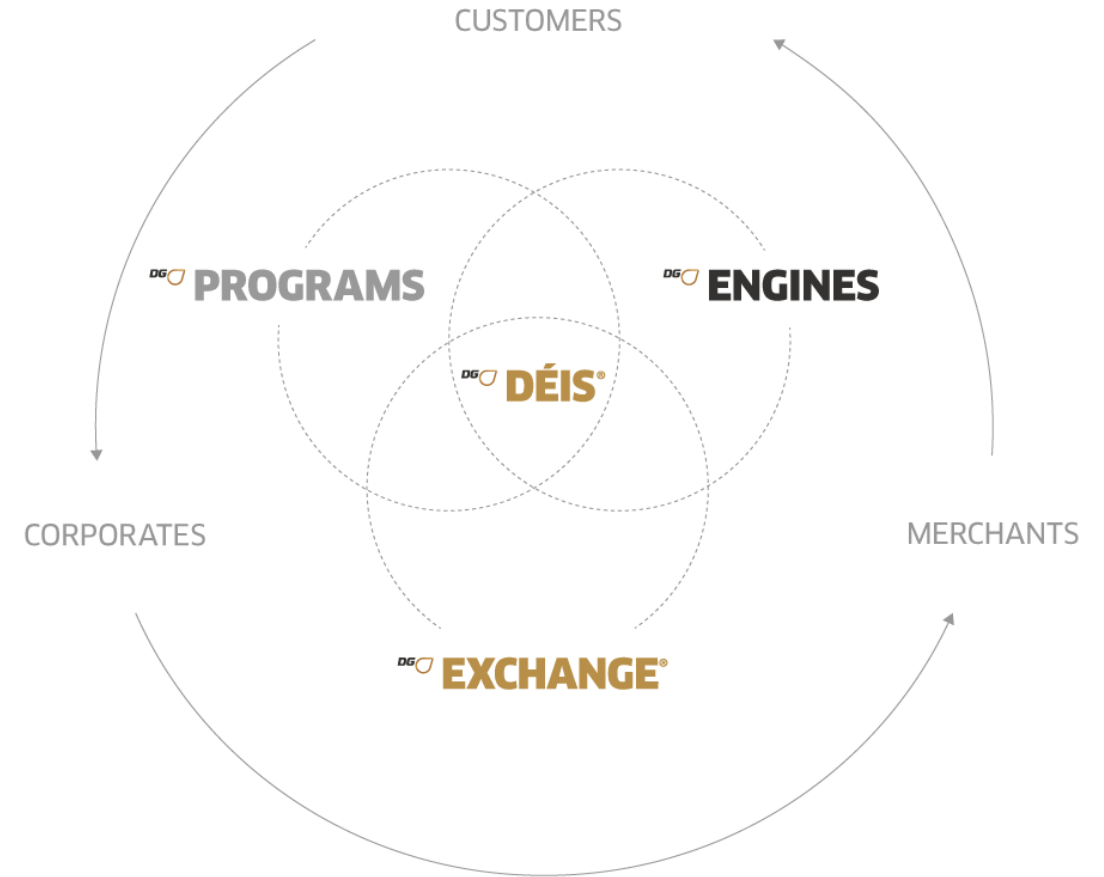 CUSTOMERS
DG PROGRAMS
DG ENGINES
DG DÉIS®
CORPORATES
MERCHANTS
DG EXCHANGE®